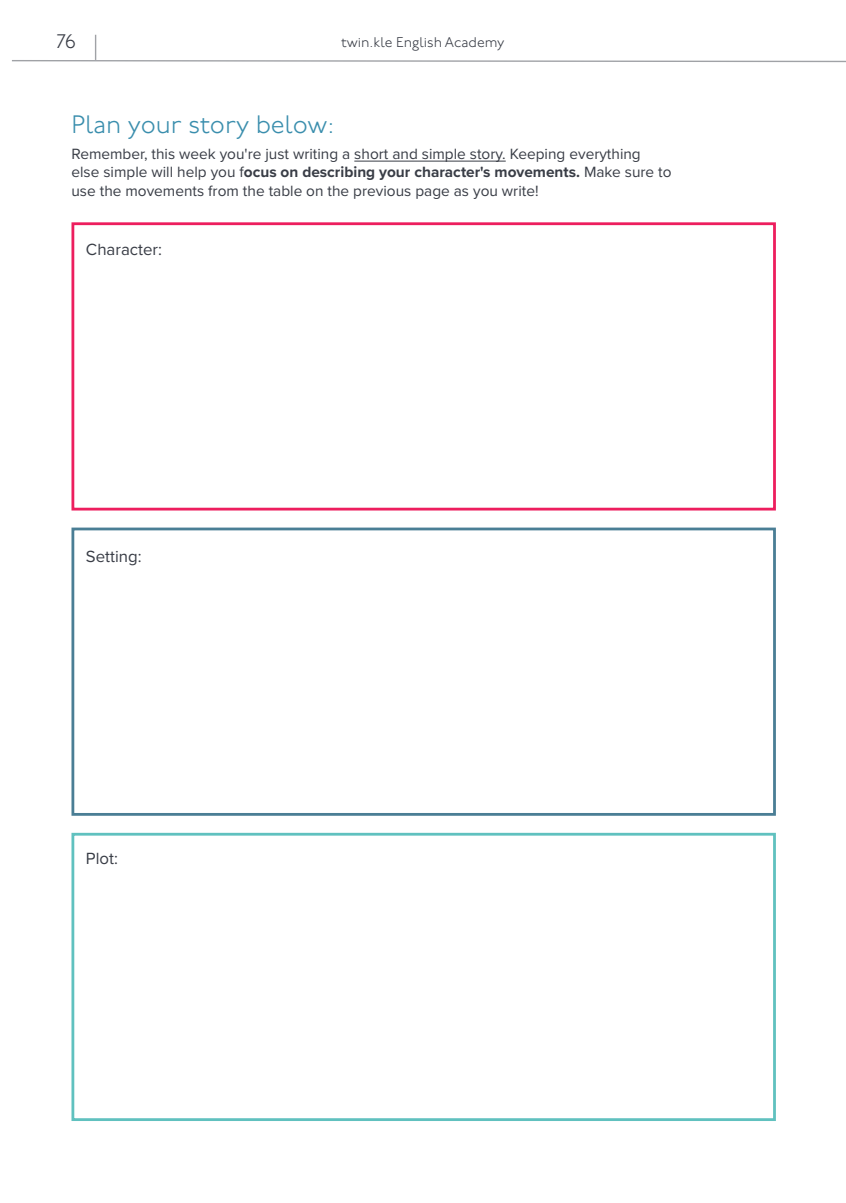 76
twin.kle English Academy
Plan your story below:
Remember, this week you're just writing a short and simple story. Keeping everything
else simple will help you focus on describing your character's movements. Make sure to
use the movements from the table on the previous page as you write!
Character:
Setting:
Plot: